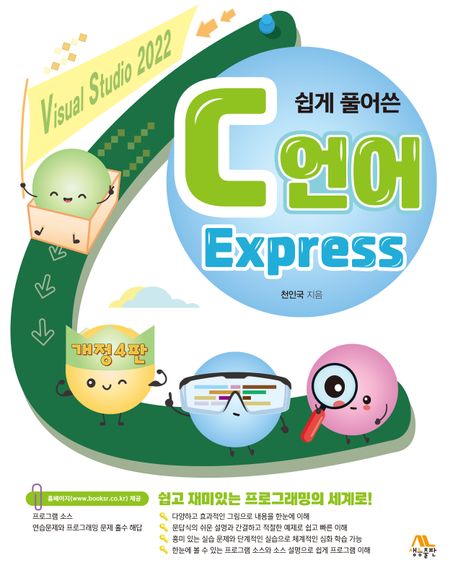 Visual Studio 2022
쉽게 풀어쓴
C 언어
Express
천인국 지음
개정4판
홈페이지(www.booksr.co.kr) 제공
프로그램 소스
연습문제와 프로그래밍 문제 홀수 해답
쉽고 재미있는 프로그래밍의 세계로!
다양하고 효과적인 그림으로 내용을 한눈에 이해
문답식의 쉬운 설명과 간결하고 적절한 예제로 쉽고 빠른 이해
흥미 있는 실습 문제와 단계적인 실습으로 체계적인 심화 학습 가능
한눈에 볼 수 있는 프로그램 소스와 소스 설명으로 쉽게 프로그램 이해
생능출판